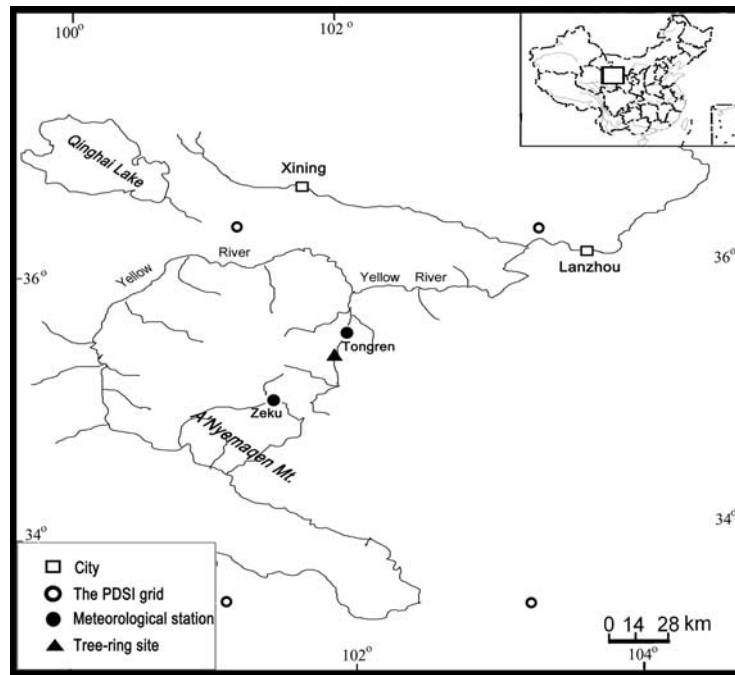 100°
102°
Qinghai Lake
Xining
Lanzhou
36°
36°
Yellow River
Yellow River
Tongren
Zeku
A'Nyemaqen Mt.
34°
34°
City
The PDSI grid
Meteorological station
Tree-ring site
0 14 28 km
102°
104°